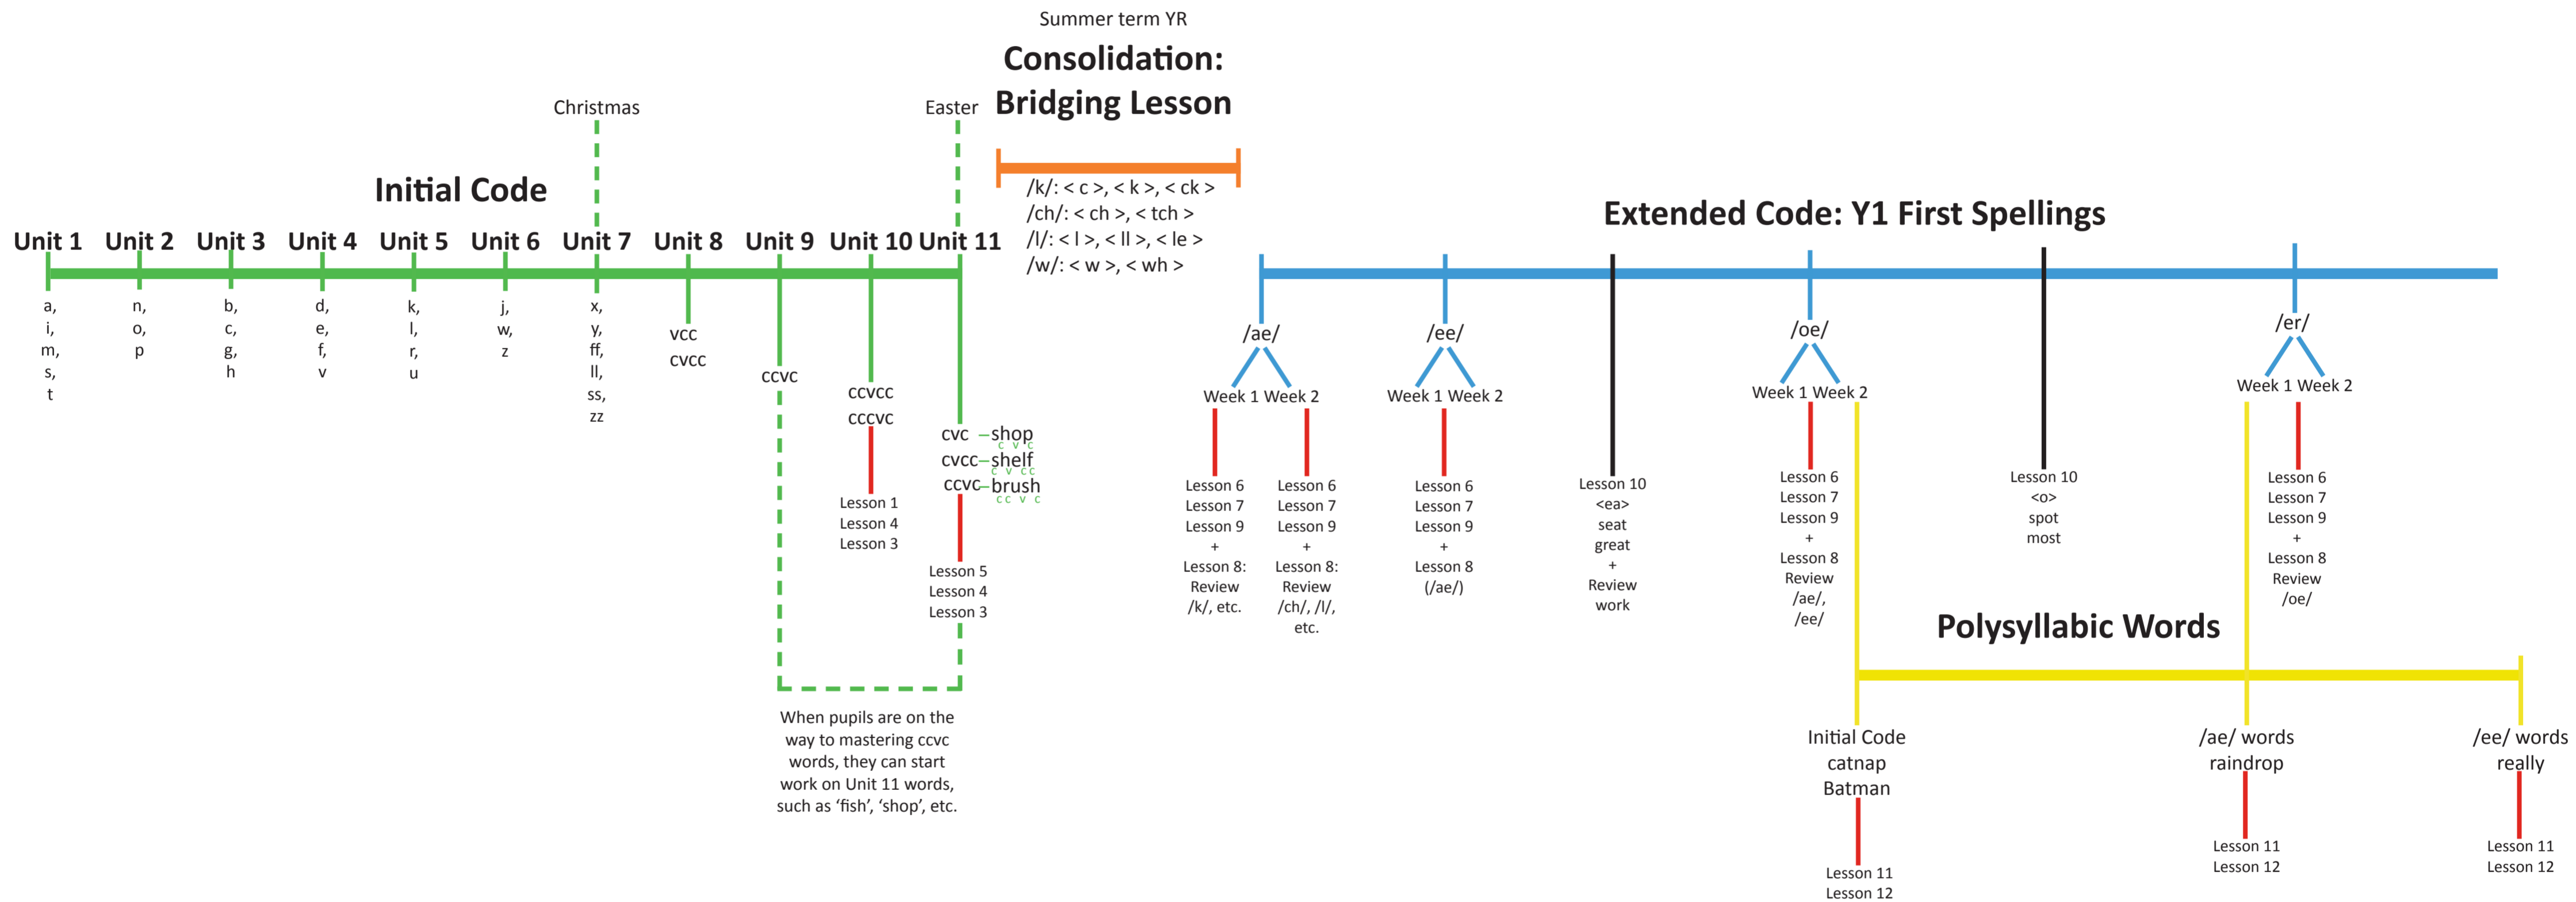 Summer term YR
Consolidation:
Bridging Lesson
Christmas
Easter
Initial Code
/k/: < c >, < k >, < ck >
/ch/: < ch >, < tch >
/l/: < l >, < ll >, < le >
/w/: < w >, < wh >
Extended Code: Y1 First Spellings
Unit 1 Unit 2 Unit 3 Unit 4 Unit 5 Unit 6 Unit 7 Unit 8 Unit 9 Unit 10 Unit 11
a,
i,
m,
s,
t
n,
o,
p
b,
c,
g,
h
d,
e,
f,
v
k,
l,
r,
u
j,
w,
z
x,
y,
ff,
ll,
ss,
zz
vcc
cvcc
ccvc
ccvcc
cccvc
Lesson 1
Lesson 4
Lesson 3
cvc – shop
c v c
cvcc – shelf
c v cc
ccvc – brush
cc v c
Lesson 5
Lesson 4
Lesson 3
When pupils are on the
way to mastering ccvc
words, they can start
work on Unit 11 words,
such as ‘fish’, ‘shop’, etc.
/ae/
Week 1 Week 2
Lesson 6
Lesson 7
Lesson 9
+
Lesson 8:
Review
/k/, etc.
Lesson 6
Lesson 7
Lesson 9
+
Lesson 8:
Review
/ch/, /l/,
etc.
/ee/
Week 1 Week 2
Lesson 6
Lesson 7
Lesson 9
+
Lesson 8
(/ae/)
Lesson 10
<ea>
seat
great
+
Review
work
/oe/
Week 1 Week 2
Lesson 6
Lesson 7
Lesson 9
+
Lesson 8
Review
/ae/,
/ee/
Lesson 10
<o>
spot
most
/er/
Week 1 Week 2
Lesson 6
Lesson 7
Lesson 9
+
Lesson 8
Review
/oe/
Polysyllabic Words
Initial Code
catnap
Batman
Lesson 11
Lesson 12
/ae/ words
raindrop
Lesson 11
Lesson 12
/ee/ words
really
Lesson 11
Lesson 12